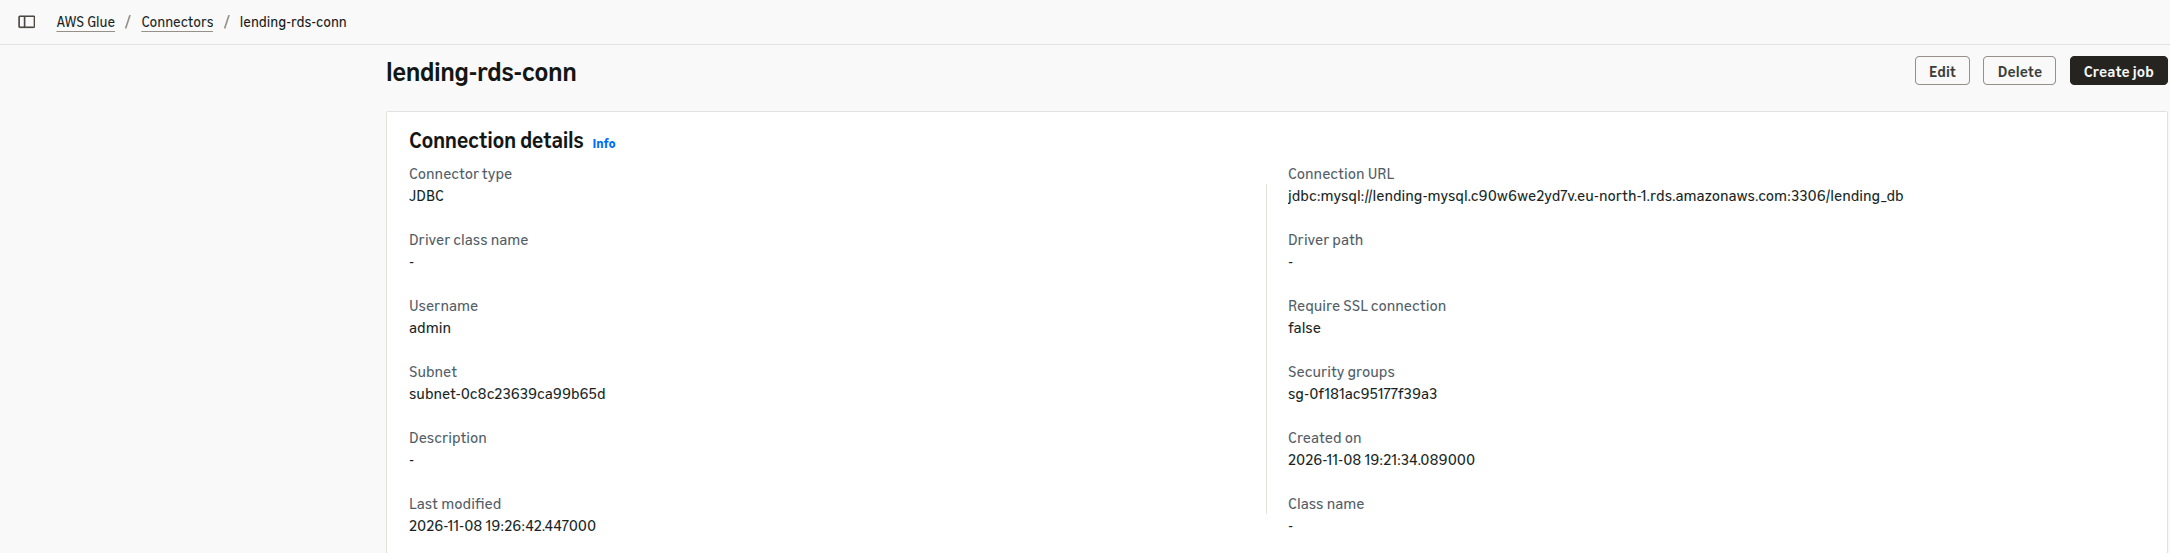 AWS Glue / Connectors / lending-rds-conn
lending-rds-conn
Edit
Delete
Create job
Connection details Info
Connector type
JDBC
Connection URL
jdbc:mysql://lending-mysql.c90w6we2yd7v.eu-north-1.rds.amazonaws.com:3306/lending_db
Driver class name
-
Driver path
-
Username
admin
Require SSL connection
false
Subnet
subnet-0c8c23639ca99b65d
Security groups
sg-0f181ac95177f39a3
Description
-
Created on
2026-11-08 19:21:34.089000
Last modified
2026-11-08 19:26:42.447000
Class name
-